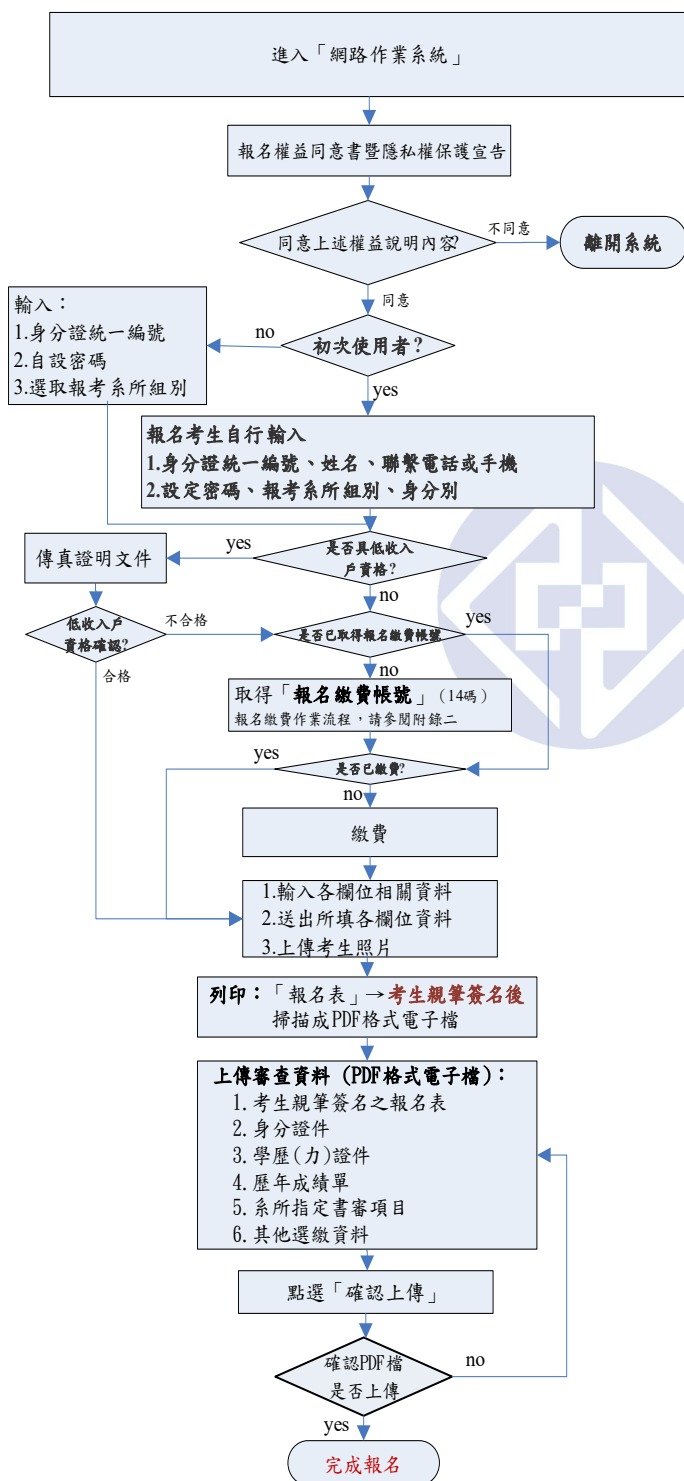 進入「網路作業系統」
報名權益同意書暨隱私權保護宣告
同意上述權益說明內容?
不同意
離開系統
同意
輸入：
1.身分證統一編號
2.自設密碼
3.選取報考系所組別
no
初次使用者？
yes
報名考生自行輸入
1.身分證統一編號、姓名、聯繫電話或手機
2.設定密碼、報考系所組別、身分別
傳真證明文件
yes
是否具低收入
戶資格？
no
低收入戶
資格確認?
不合格
是否已取得報名繳費帳號
yes
合格
no
取得「報名繳費帳號」（14碼）
報名繳費作業流程，請參閱附錄二
yes
是否已繳費?
no
繳費
1.輸入各欄位相關資料
2.送出所填各欄位資料
3.上傳考生照片
列印：「報名表」→考生親筆簽名後
掃描成PDF格式電子檔
上傳審查資料（PDF格式電子檔）：
1. 考生親筆簽名之報名表
2. 身分證件
3. 學歷(力)證件
4. 歷年成績單
5. 系所指定書審項目
6. 其他選繳資料
點選「確認上傳」
確認PDF檔
是否上傳
no
yes
完成報名